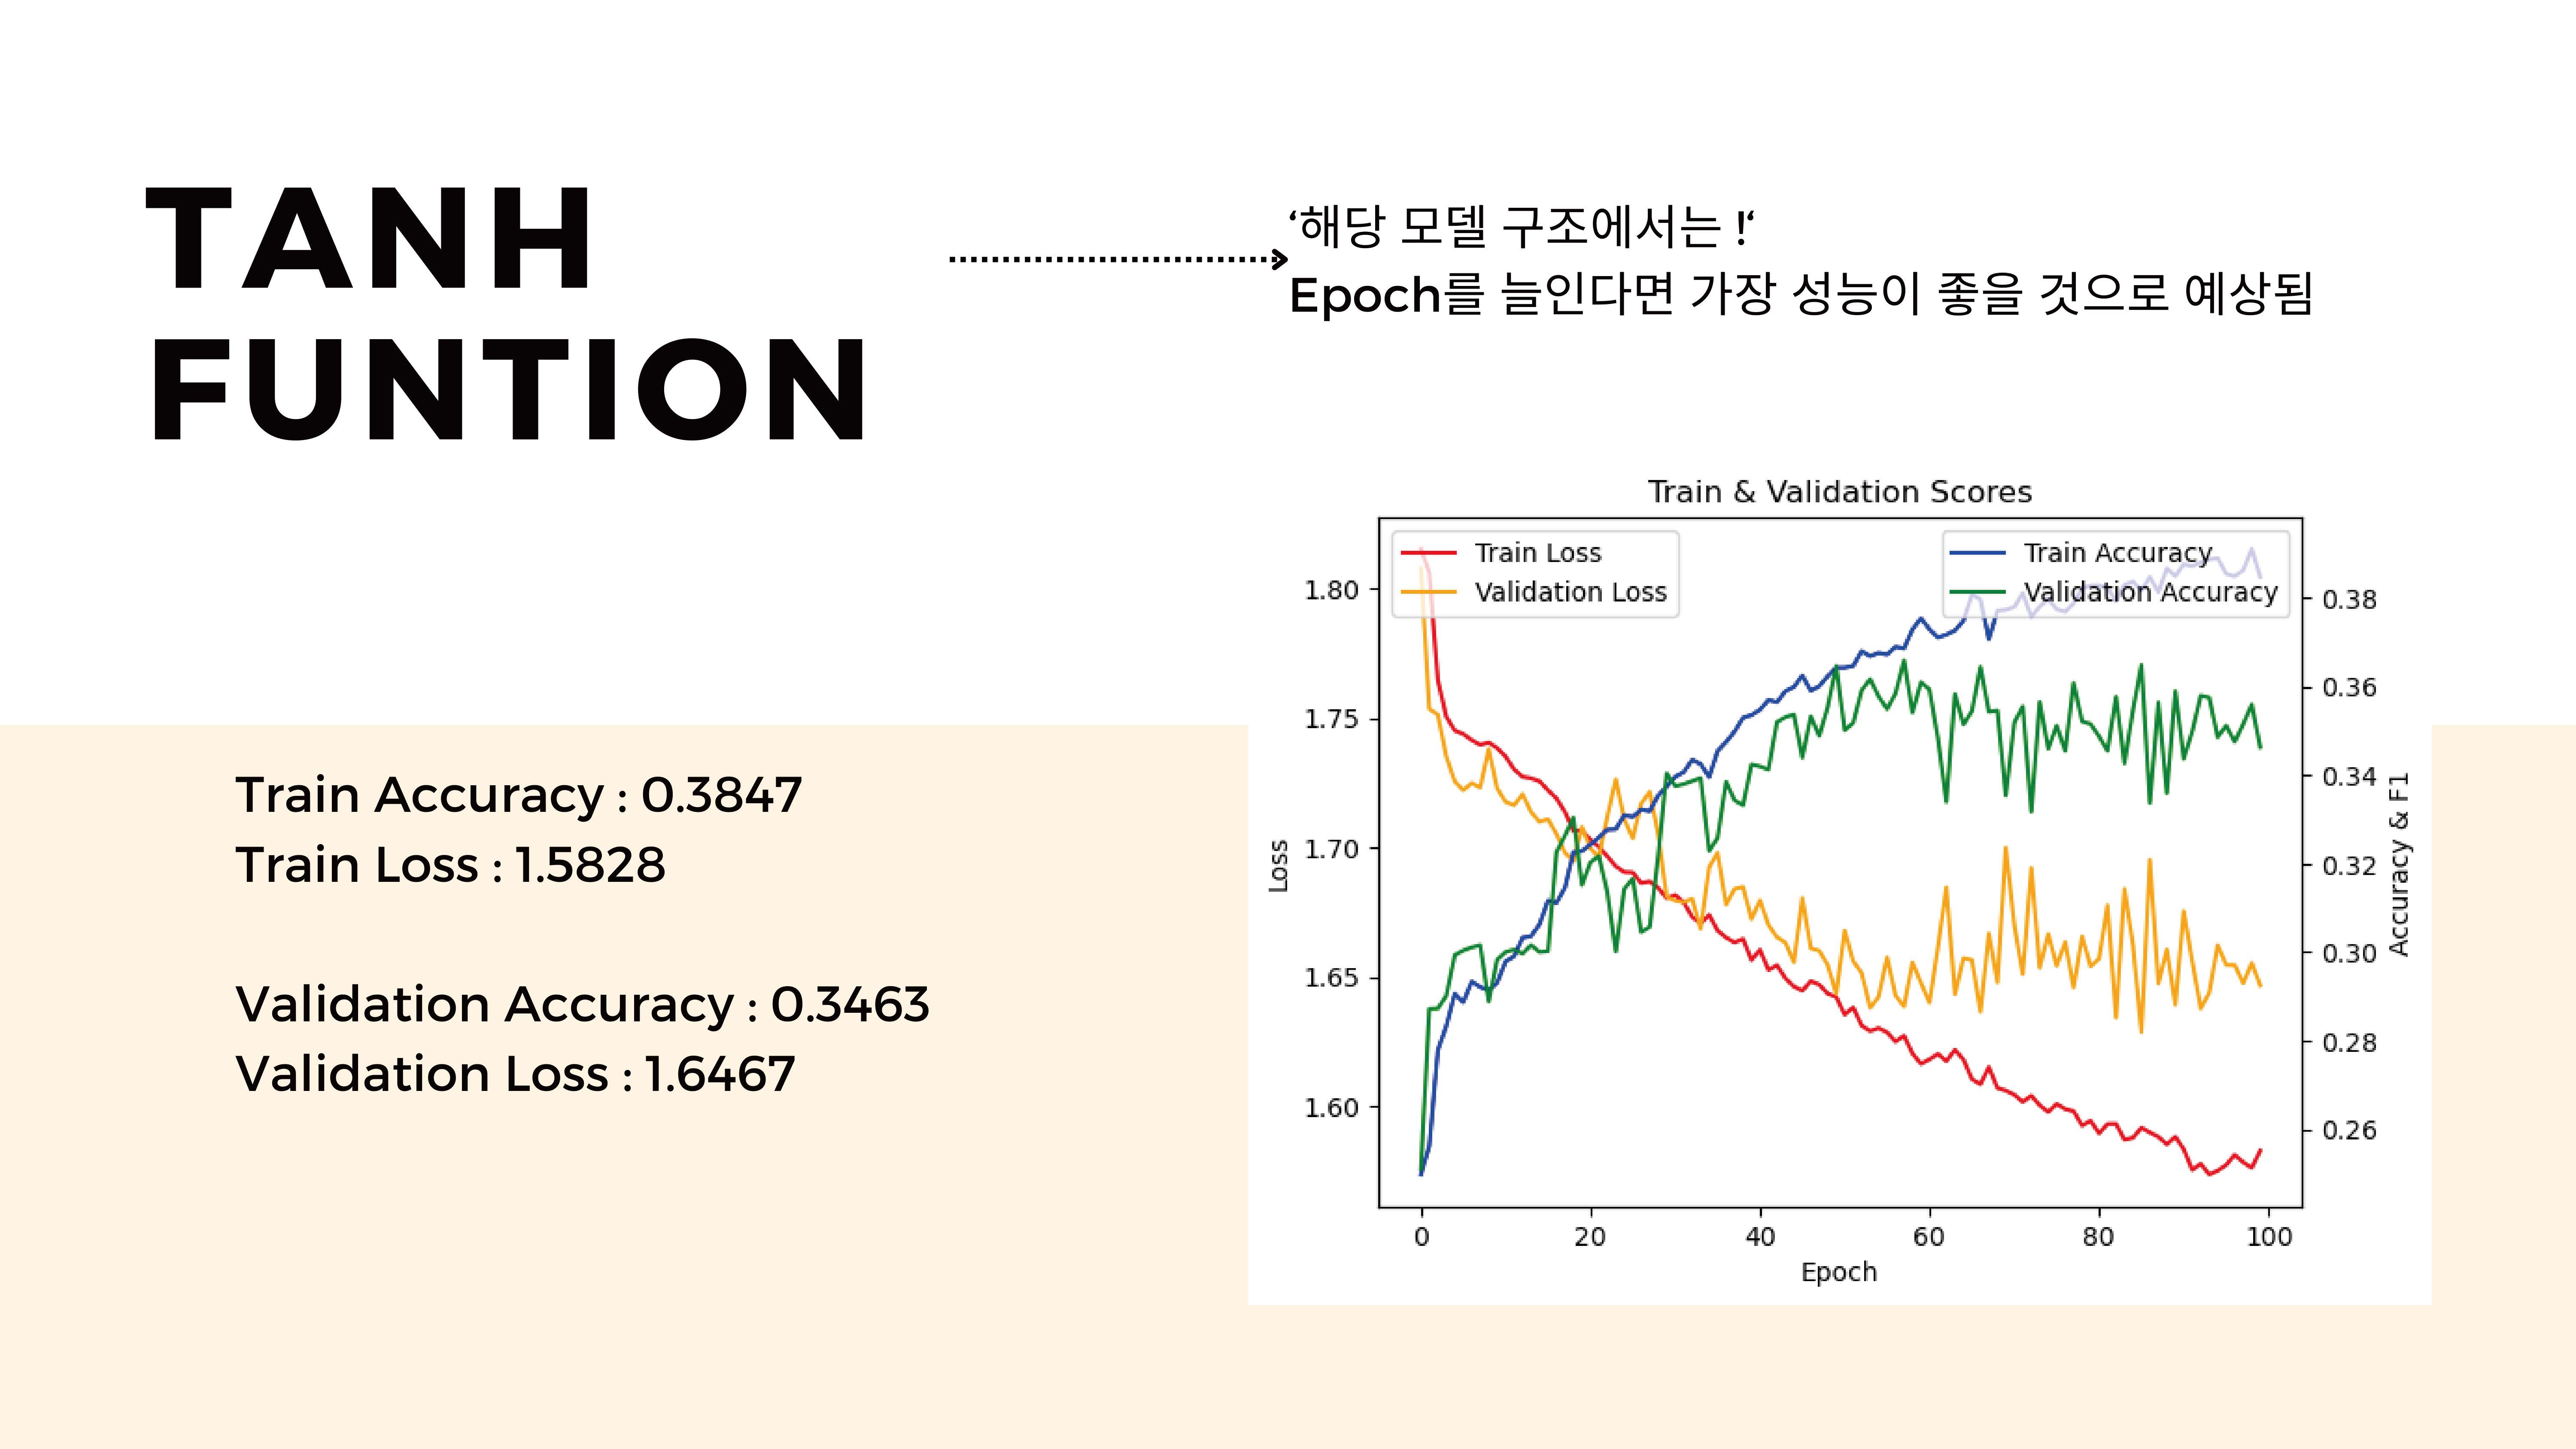 TANH
FUNTION
‘해당 모델 구조에서는 !‘
Epoch를 늘인다면 가장 성능이 좋을 것으로 예상됨
Train Accuracy : 0.3847
Train Loss : 1.5828
Validation Accuracy : 0.3463
Validation Loss : 1.6467
Train & Validation Scores
Train Loss
Validation Loss
Train Accuracy
Validation Accuracy
1.80
1.75
1.70
1.65
1.60
Loss
0.38
0.36
0.34
0.32
0.30
0.28
0.26
Accuracy & F1
0 20 40 60 80 100
Epoch